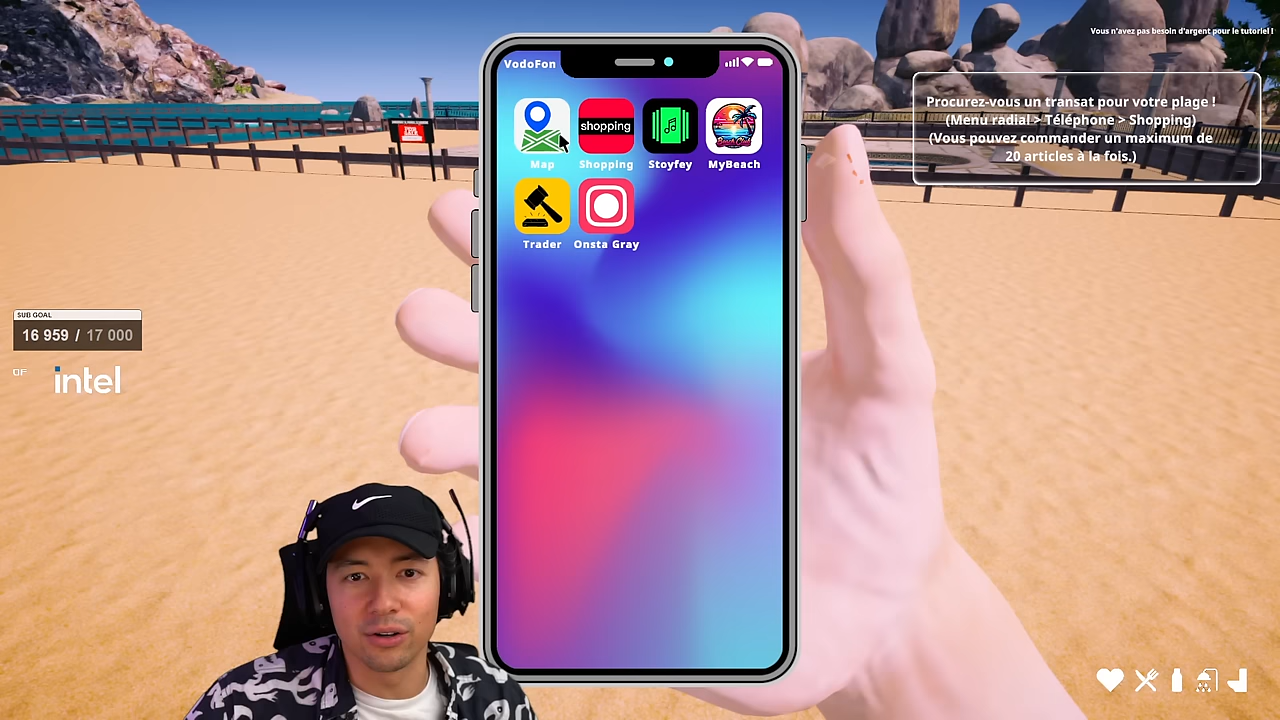 Vous n'avez pas besoin d'argent pour le tutoriel !
VodoFon
Procurez-vous un transat pour votre plage !
(Menu radial > Téléphone > Shopping)
(Vous pouvez commander un maximum de
20 articles à la fois.)
shopping
Map
Shopping
Stoyfey
MyBeach
Trader
Onsta Gray
SUB GOAL
16 959 / 17 000
OF
intel